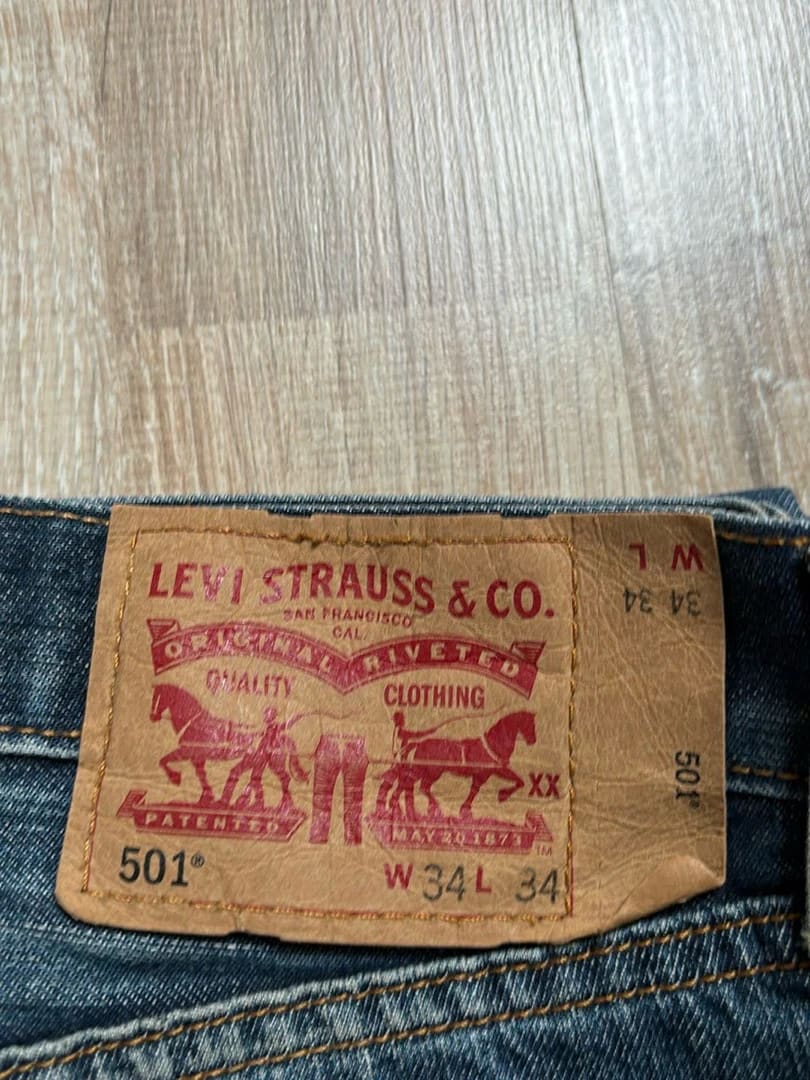 LEVI STRAUSS & CO.
SAN FRANCISCO
CAL.
ORIGINAL RIVETED
QUALITY CLOTHING
XX
PATENTED MAY 20 1873 ™
501® W 34 L 34
W L
34 34
501®